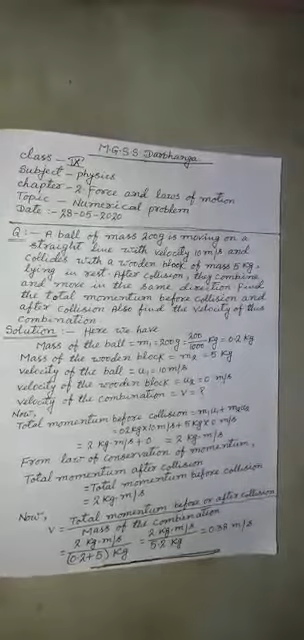 M.G.S.S. Darbhanga
class - IX
Subject - physics
chapter - 2 Force and laws of motion
Topic - Numerical problem
Date :- 28-05-2020
Q :- A ball of mass 200g is moving on a
straight line with velocity 10 m/s and
collides with a wooden block of mass 5 Kg,
lying in rest. After collision, they combine
and move in the same direction. Find
the total momentum before collision and
after collision also find the velocity of this
combination
Solution :- Here we have
Mass of the ball = m₁ = 200g = 200/1000 Kg = 0.2 Kg
Mass of the wooden block = m₂ = 5 Kg
velocity of the ball = u₁ = 10 m/s
velocity of the wooden block = u₂ = 0 m/s
velocity of the combination = v = ?
Now,
Total momentum before collision = m₁u₁ + m₂u₂
= 0.2 Kg × 10 m/s + 5 Kg × 0 m/s
= 2 Kg·m/s + 0 = 2 Kg·m/s
From law of conservation of momentum,
Total momentum after collision
= Total momentum before collision
= 2 Kg·m/s
Now,
v = Total momentum before or after collision / Mass of the combination
= 2 Kg·m/s / (0.2+5) Kg = 2 Kg·m/s / 5.2 Kg = 0.38 m/s